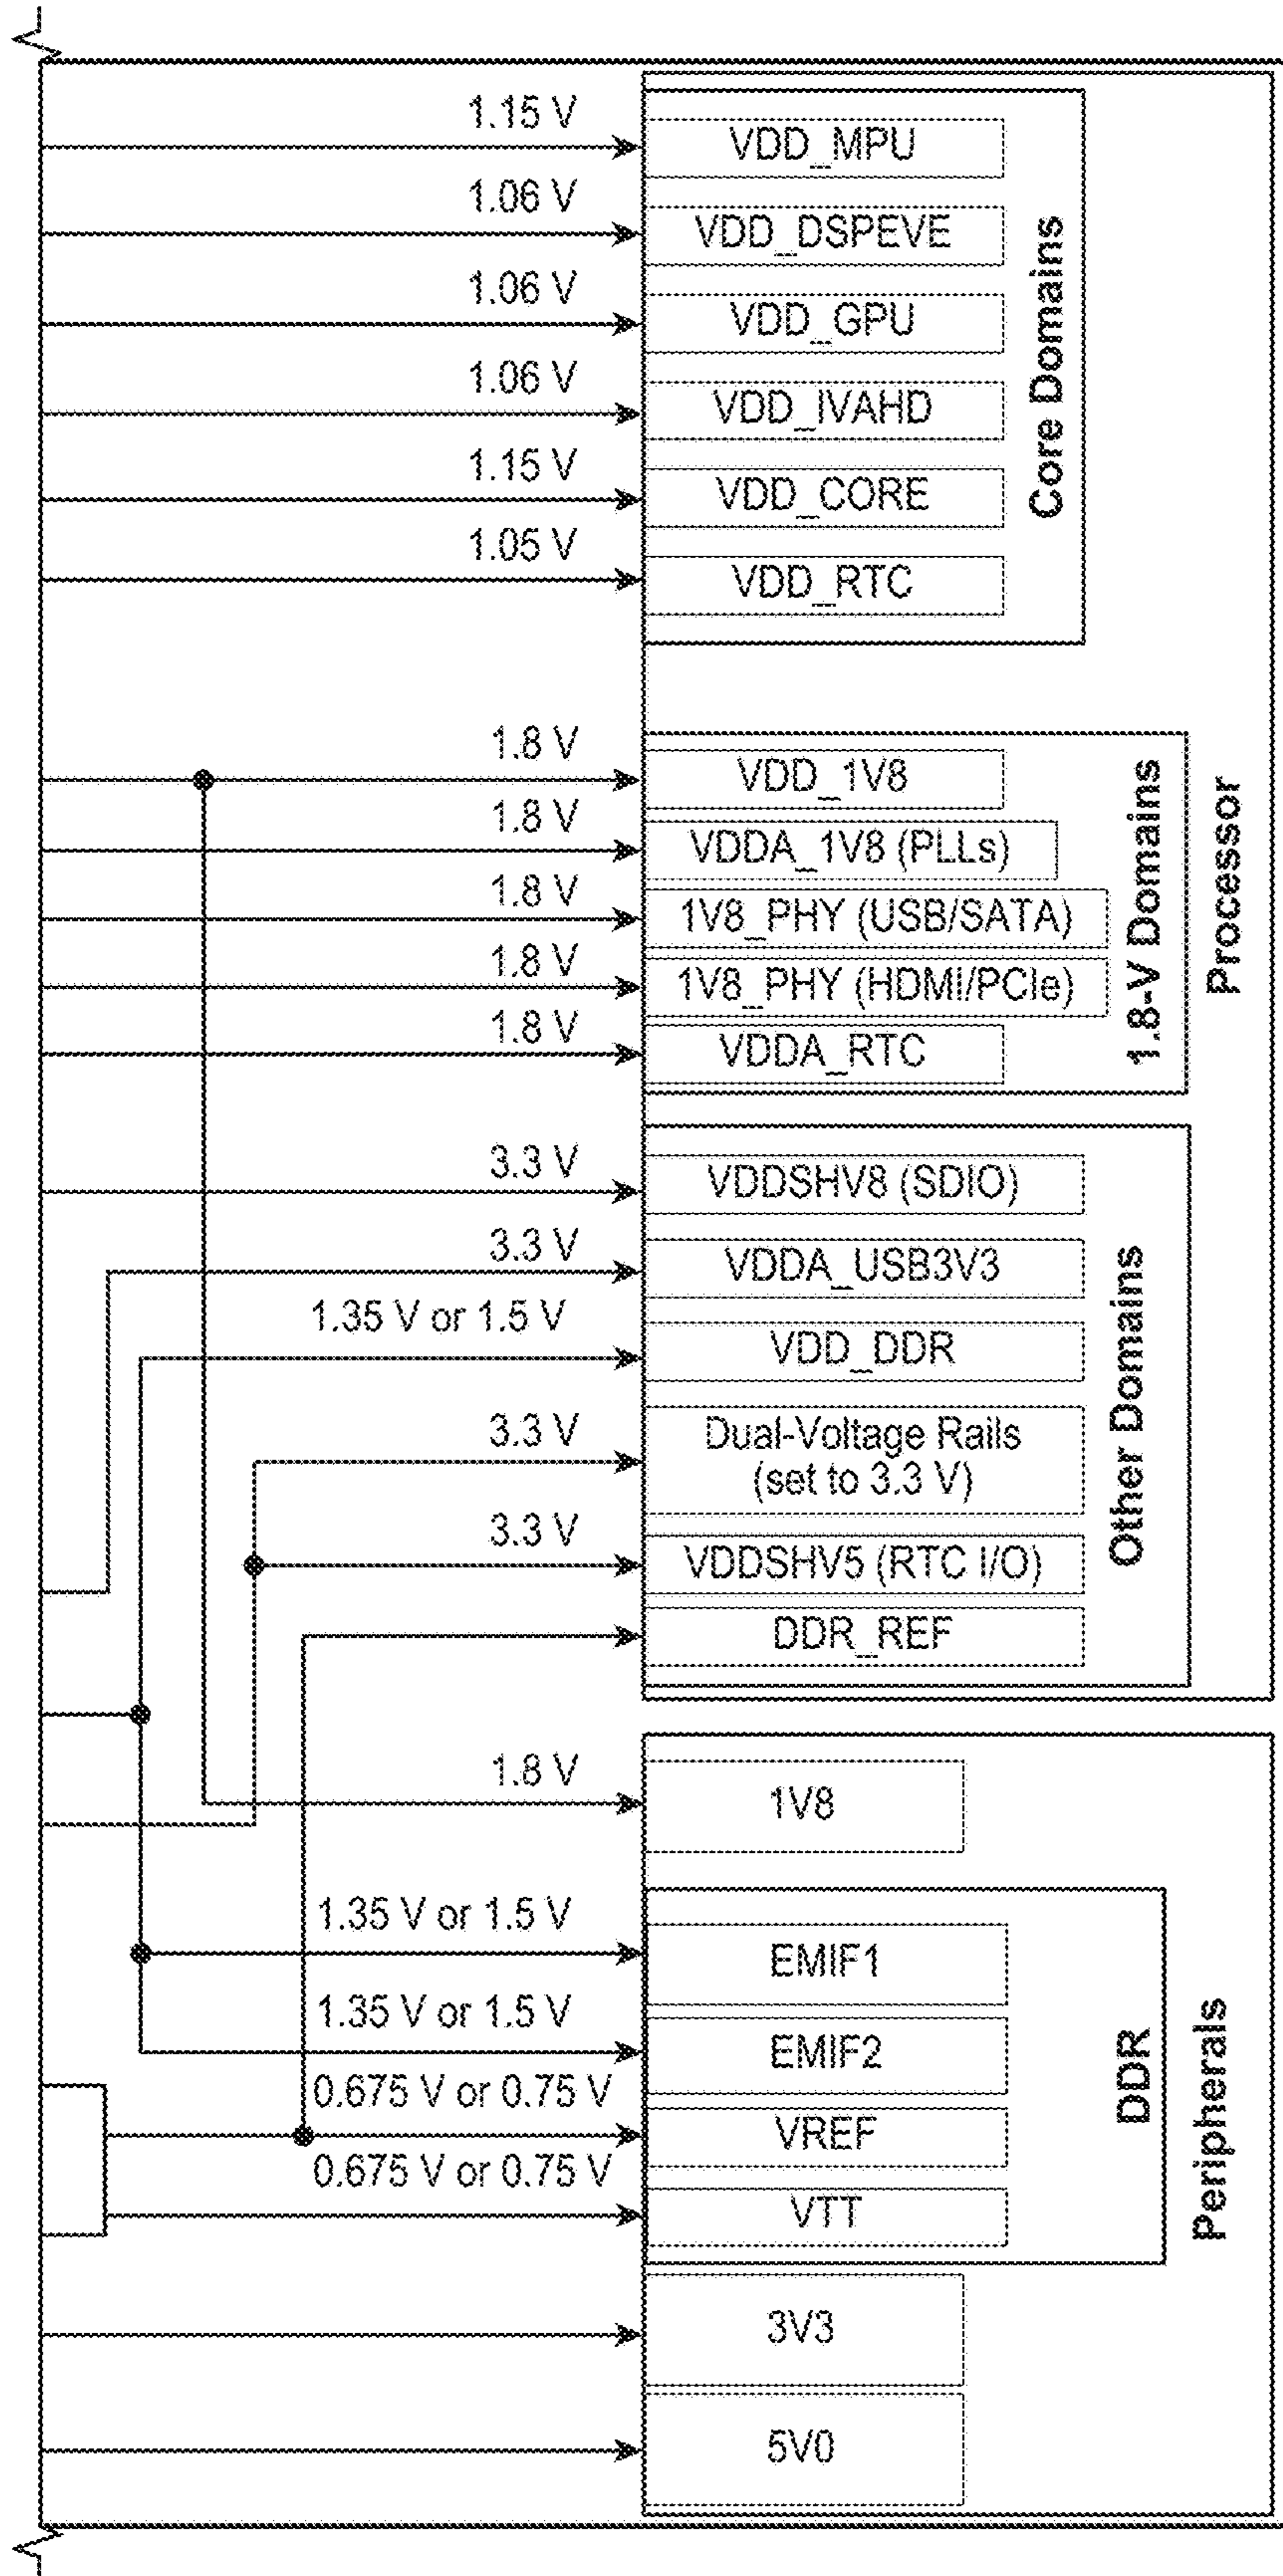 1.15 V
VDD_MPU
1.06 V
VDD_DSPEVE
1.06 V
VDD_GPU
1.06 V
VDD_IVAHD
1.15 V
VDD_CORE
1.05 V
VDD_RTC
Core Domains
1.8 V
VDD_1V8
1.8 V
VDDA_1V8 (PLLs)
1.8 V
1V8_PHY (USB/SATA)
1.8 V
1V8_PHY (HDMI/PCIe)
1.8 V
VDDA_RTC
1.8-V Domains
Processor
3.3 V
VDDSHV8 (SDIO)
3.3 V
VDDA_USB3V3
1.35 V or 1.5 V
VDD_DDR
3.3 V
Dual-Voltage Rails
(set to 3.3 V)
3.3 V
VDDSHV5 (RTC I/O)
DDR_REF
Other Domains
1.8 V
1V8
1.35 V or 1.5 V
EMIF1
1.35 V or 1.5 V
EMIF2
0.675 V or 0.75 V
VREF
0.675 V or 0.75 V
VTT
DDR
Peripherals
3V3
5V0